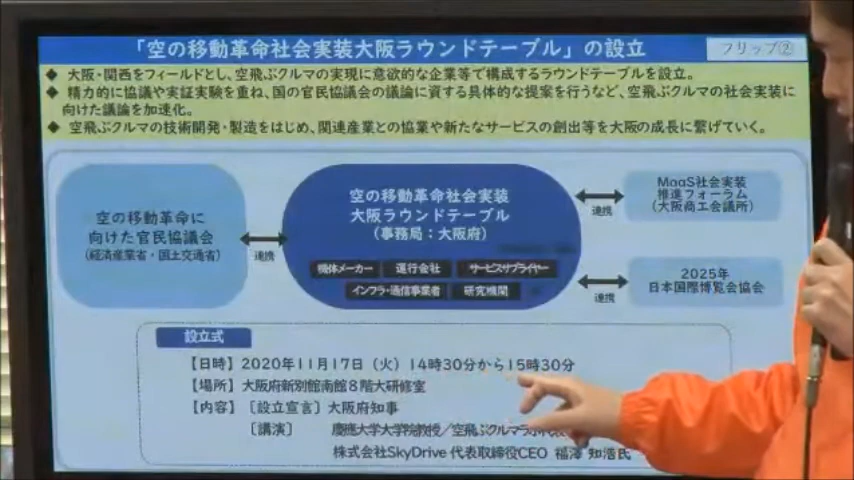 「空の移動革命社会実装大阪ラウンドテーブル」の設立
フリップ②
◆ 大阪・関西をフィールドとし、空飛ぶクルマの実現に意欲的な企業等で構成するラウンドテーブルを設立。
◆ 精力的に協議や実証実験を重ね、国の官民協議会の議論に資する具体的な提案を行うなど、空飛ぶクルマの社会実装に
向けた議論を加速化。
◆ 空飛ぶクルマの技術開発・製造をはじめ、関連産業との協業や新たなサービスの創出等を大阪の成長に繋げていく。
空の移動革命に
向けた官民協議会
(経済産業省・国土交通省)
連携
空の移動革命社会実装
大阪ラウンドテーブル
(事務局:大阪府)
機体メーカー
運行会社
サービスサプライヤー
インフラ・通信事業者
研究機関
連携
MaaS社会実装
推進フォーラム
(大阪商工会議所)
連携
2025年
日本国際博覧会協会
設立式
【日時】2020年11月17日(火)14時30分から15時30分
【場所】大阪府新別館南館8階大研修室
【内容】〔設立宣言〕大阪府知事
〔講演〕 慶應大学大学院教授/空飛ぶクルマ
株式会社SkyDrive 代表取締役CEO 福澤 知浩氏